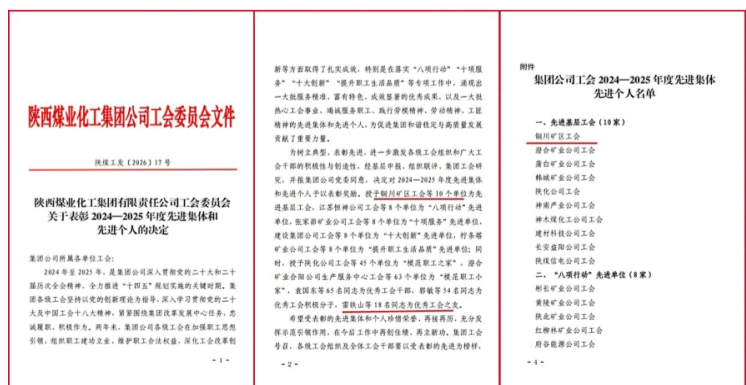 陕西煤业化工集团公司工会委员会文件
陕煤工发〔2026〕17号
陕西煤业化工集团有限责任公司工会委员会
关于表彰2024—2025年度先进集体和
先进个人的决定
集团公司所属各单位工会：
2024年至2025年，是集团公司深入贯彻党的二十大和二十
届历次全会精神、全力推进“十四五”规划实施的关键时期。集
团各级工会坚持以党的创新理论为指导，深入学习贯彻党的二十
大及中国工会十八大精神，紧紧围绕集团改革发展中心任务，忠
诚履职、积极作为。两年来，集团公司各级工会在加强职工思想
引领、组织职工建功立业、维护职工合法权益、深化工会改革创
- 1 -
新等方面取得了扎实成效，特别是在落实“八项行动”“十项服
务”“十大创新”“提升职工生活品质”等专项工作中，涌现出
一大批服务精准、富有特色、成效显著的优秀成果，以及一大批
热心工会事业、竭诚服务职工、践行劳模精神、劳动精神、工匠
精神的先进集体和先进个人，为促进集团和谐稳定与高质量发展
贡献了重要力量。
为树立典型，表彰先进，进一步激发各级工会组织和广大工
会干部的积极性与创造性，经基层申报、组织联评、集团工会研
究，并报集团公司党委同意，决定对2024—2025年度先进集体
和先进个人予以表彰奖励。授予铜川矿区工会等10个单位为先
进基层工会，江苏恒神公司工会等8个单位为“八项行动”先进
单位，张家峁矿业公司工会等8个单位为“十项服务”先进单位，
建设集团公司工会等8个单位为“十大创新”先进单位，柠条塔
矿业公司工会等8个单位为“提升职工生活品质”先进单位；同
时，授予陕化公司工会等45个单位为“模范职工之家”，澄合
矿业合阳公司生产服务中心工会等63个单位为“模范职工小
家”，袁国东等65名同志为优秀工会干部，郭敏等54名同志为
优秀工会积极分子，雷铁山等18名同志为优秀工会之友。
希望受表彰的先进集体和个人珍惜荣誉、再接再厉，充分发
挥示范引领作用，在今后工作中再创佳绩、再立新功。集团工会
号召，各级工会组织及全体工会干部要以受表彰的先进为榜样，
- 2 -
附件
集团公司工会2024—2025年度先进集体
先进个人名单
一、先进基层工会（10家）
铜川矿区工会
澄合矿业公司工会
蒲白矿业公司工会
韩城矿业公司工会
陕化公司工会
神南产业公司工会
神木煤化工公司工会
建材科技公司工会
长安益阳公司工会
陕煤信电公司工会
二、“八项行动”先进单位（8家）
彬长矿业公司工会
黄陵矿业公司工会
陕北矿业公司工会
红柳林矿业公司工会
府谷能源公司工会
- 4 -